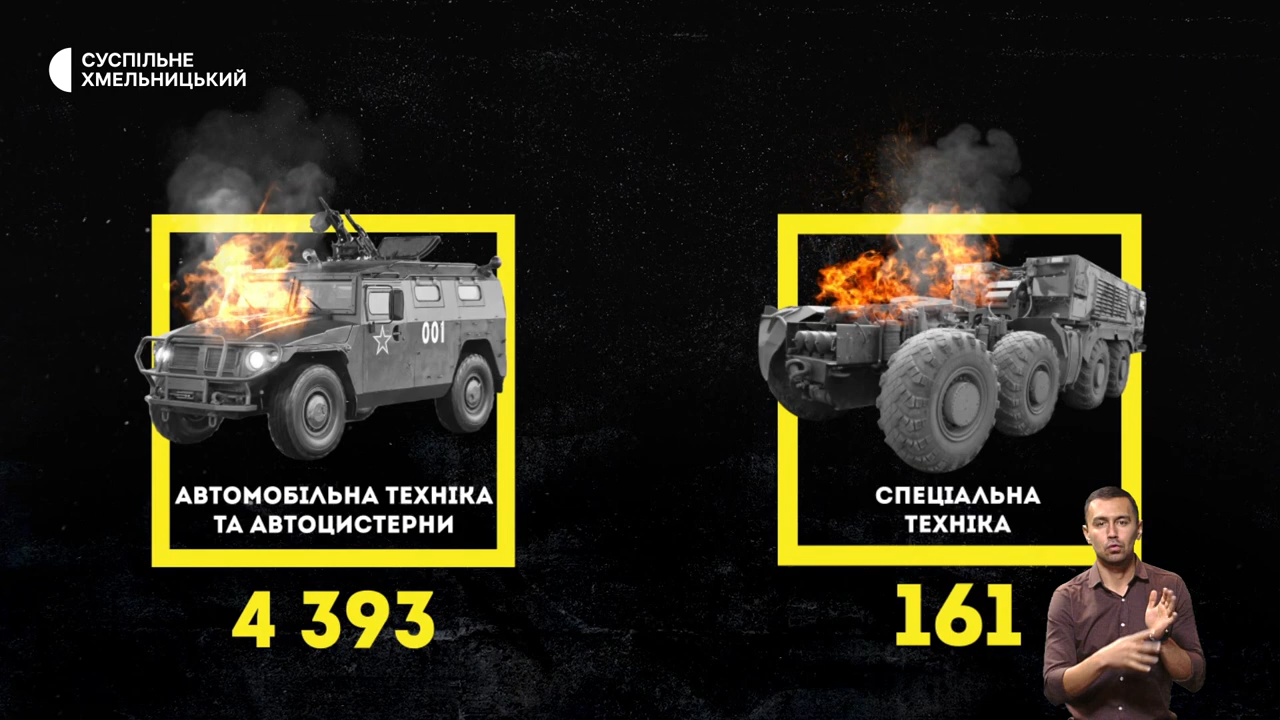 СУСПІЛЬНЕ
ХМЕЛЬНИЦЬКИЙ
001
АВТОМОБІЛЬНА ТЕХНІКА
ТА АВТОЦИСТЕРНИ
4 393
СПЕЦІАЛЬНА
ТЕХНІКА
161